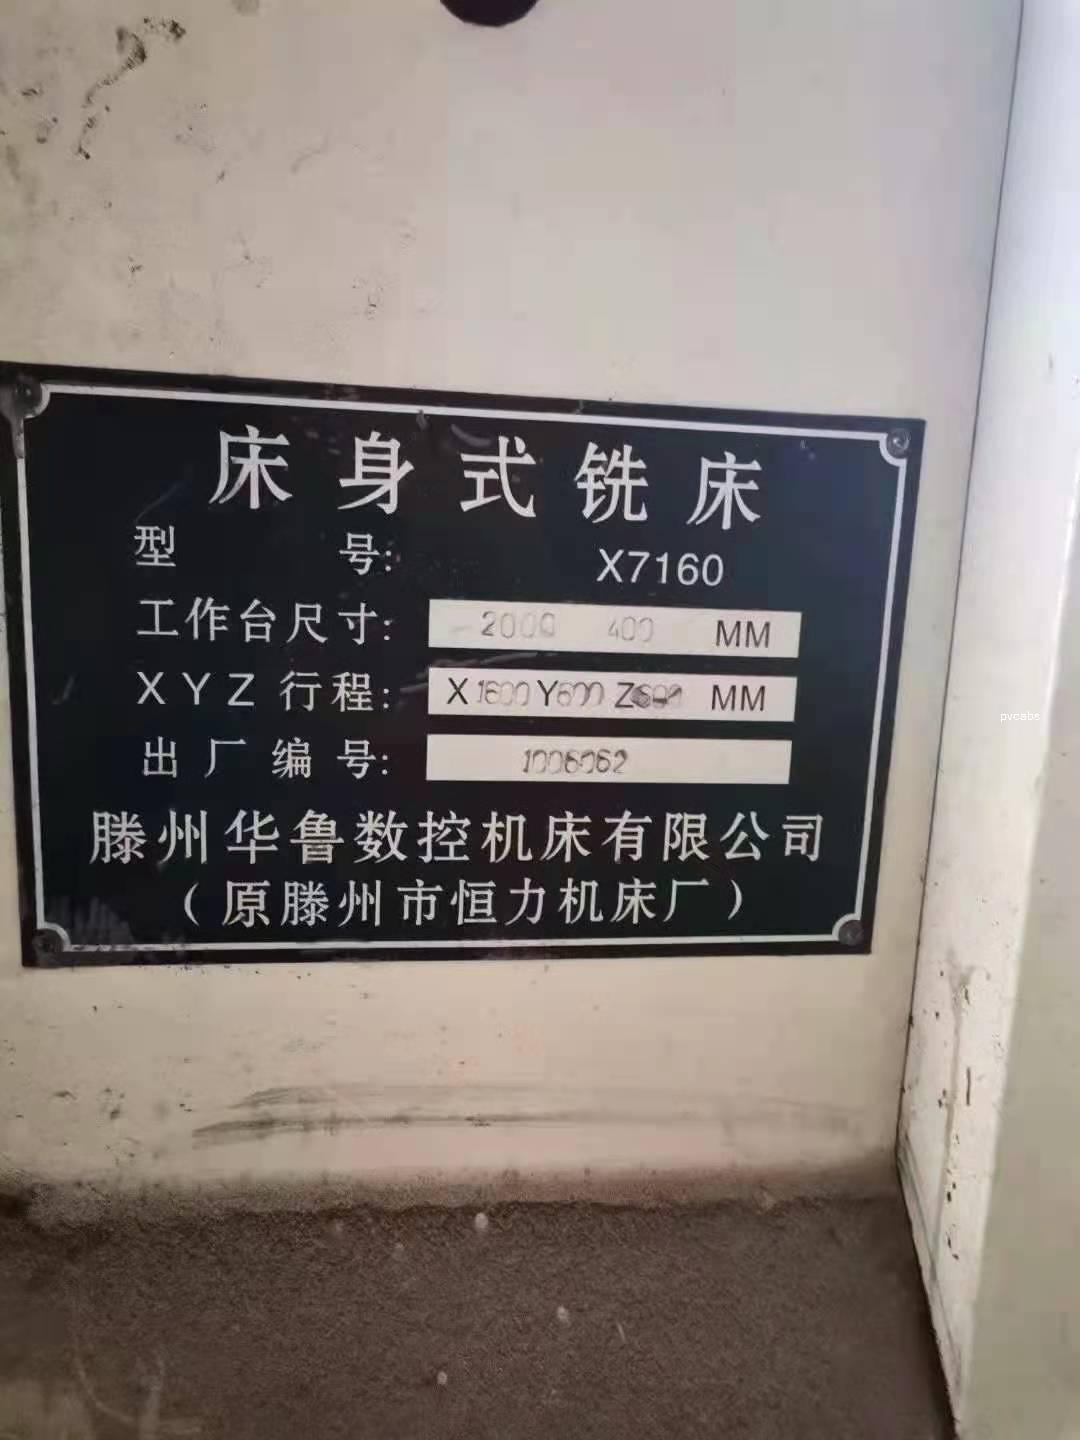 床身式铣床
型号: X7160
工作台尺寸: 2000 400 MM
XYZ行程: X1600 Y600 Z MM
出厂编号: 1006062
滕州华鲁数控机床有限公司
（原滕州市恒力机床厂）
pvcabs